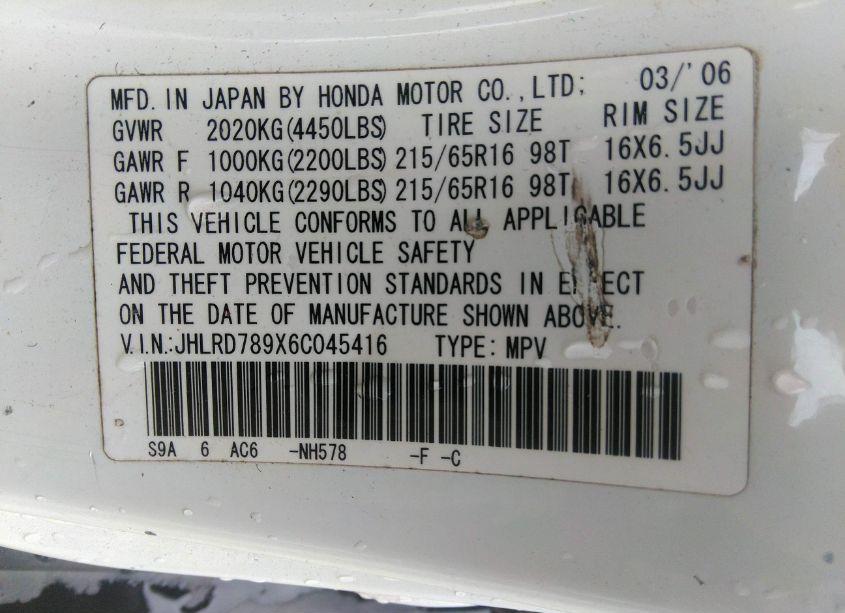 MFD. IN JAPAN BY HONDA MOTOR CO., LTD; 03/'06
GVWR 2020KG(4450LBS) TIRE SIZE RIM SIZE
GAWR F 1000KG(2200LBS) 215/65R16 98T 16X6.5JJ
GAWR R 1040KG(2290LBS) 215/65R16 98T 16X6.5JJ
THIS VEHICLE CONFORMS TO ALL APPLICABLE
FEDERAL MOTOR VEHICLE SAFETY
AND THEFT PREVENTION STANDARDS IN EFFECT
ON THE DATE OF MANUFACTURE SHOWN ABOVE.
V.I.N.:JHLRD789X6C045416 TYPE: MPV
S9A 6 AC6 -NH578 -F -C